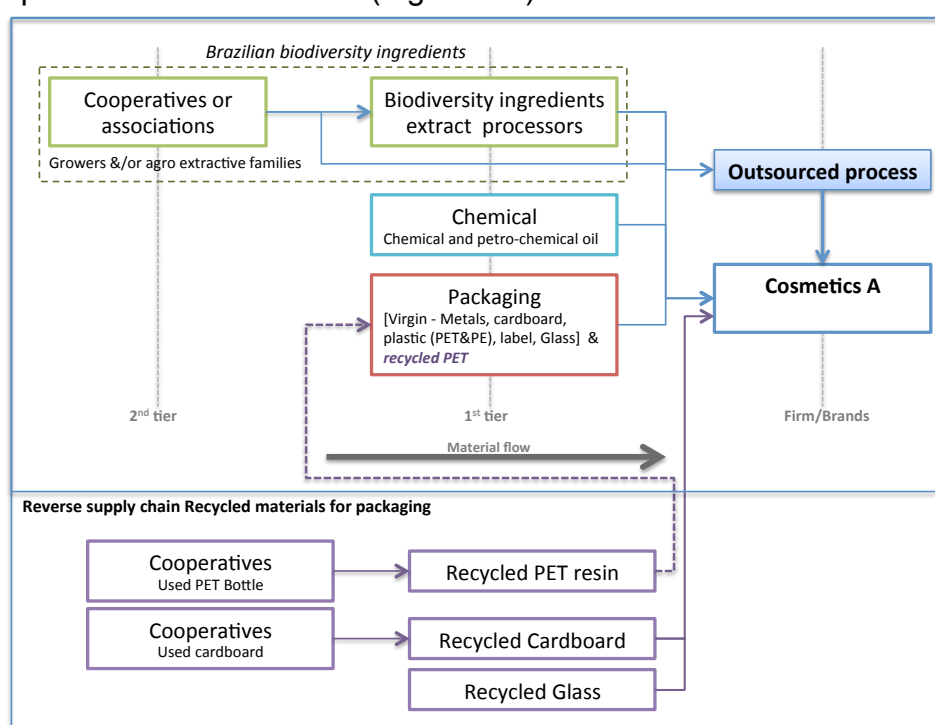 Brazilian biodiversity ingredients
Cooperatives or
associations
Biodiversity ingredients
extract processors
Growers &/or agro extractive families
Outsourced process
Chemical
Chemical and petro-chemical oil
Cosmetics A
Packaging
[Virgin - Metals, cardboard,
plastic (PET&PE), label, Glass] &
recycled PET
2nd tier
1st tier
Firm/Brands
Material flow
Reverse supply chain Recycled materials for packaging
Cooperatives
Used PET Bottle
Recycled PET resin
Cooperatives
Used cardboard
Recycled Cardboard
Recycled Glass